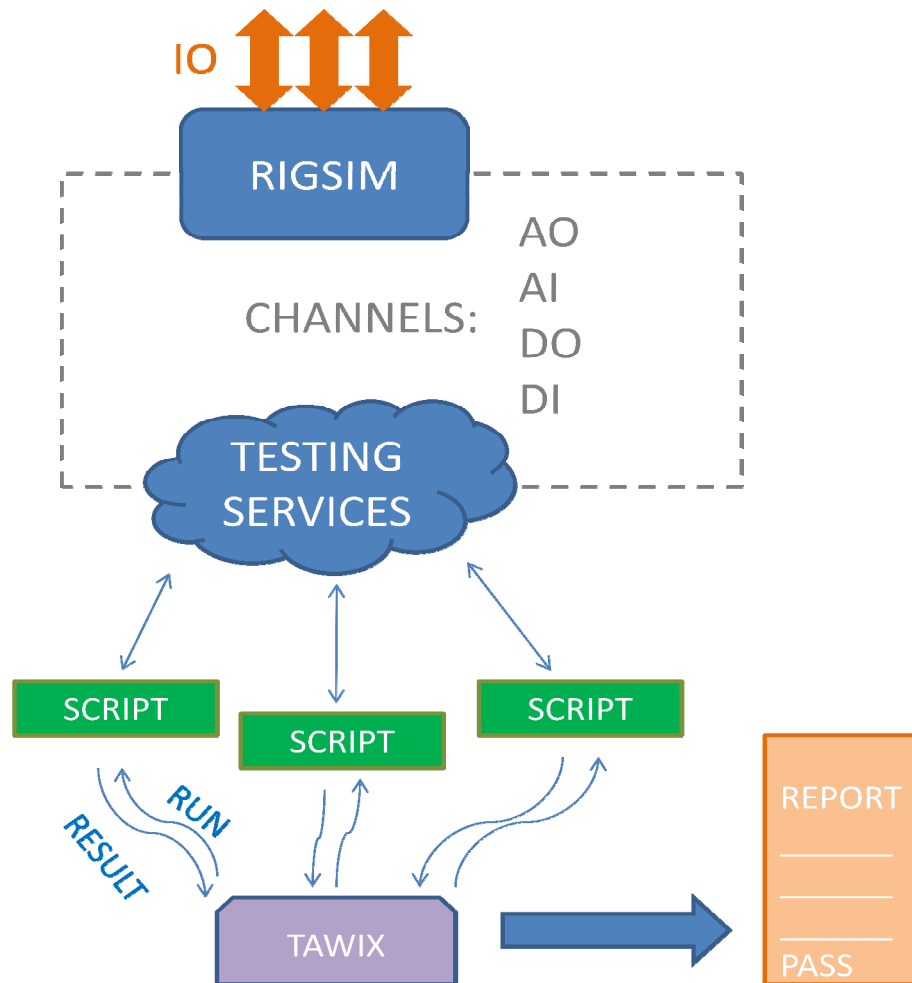 IO
RIGSIM
CHANNELS:
AO
AI
DO
DI
TESTING
SERVICES
SCRIPT
SCRIPT
SCRIPT
RUN
RESULT
TAWIX
REPORT
PASS